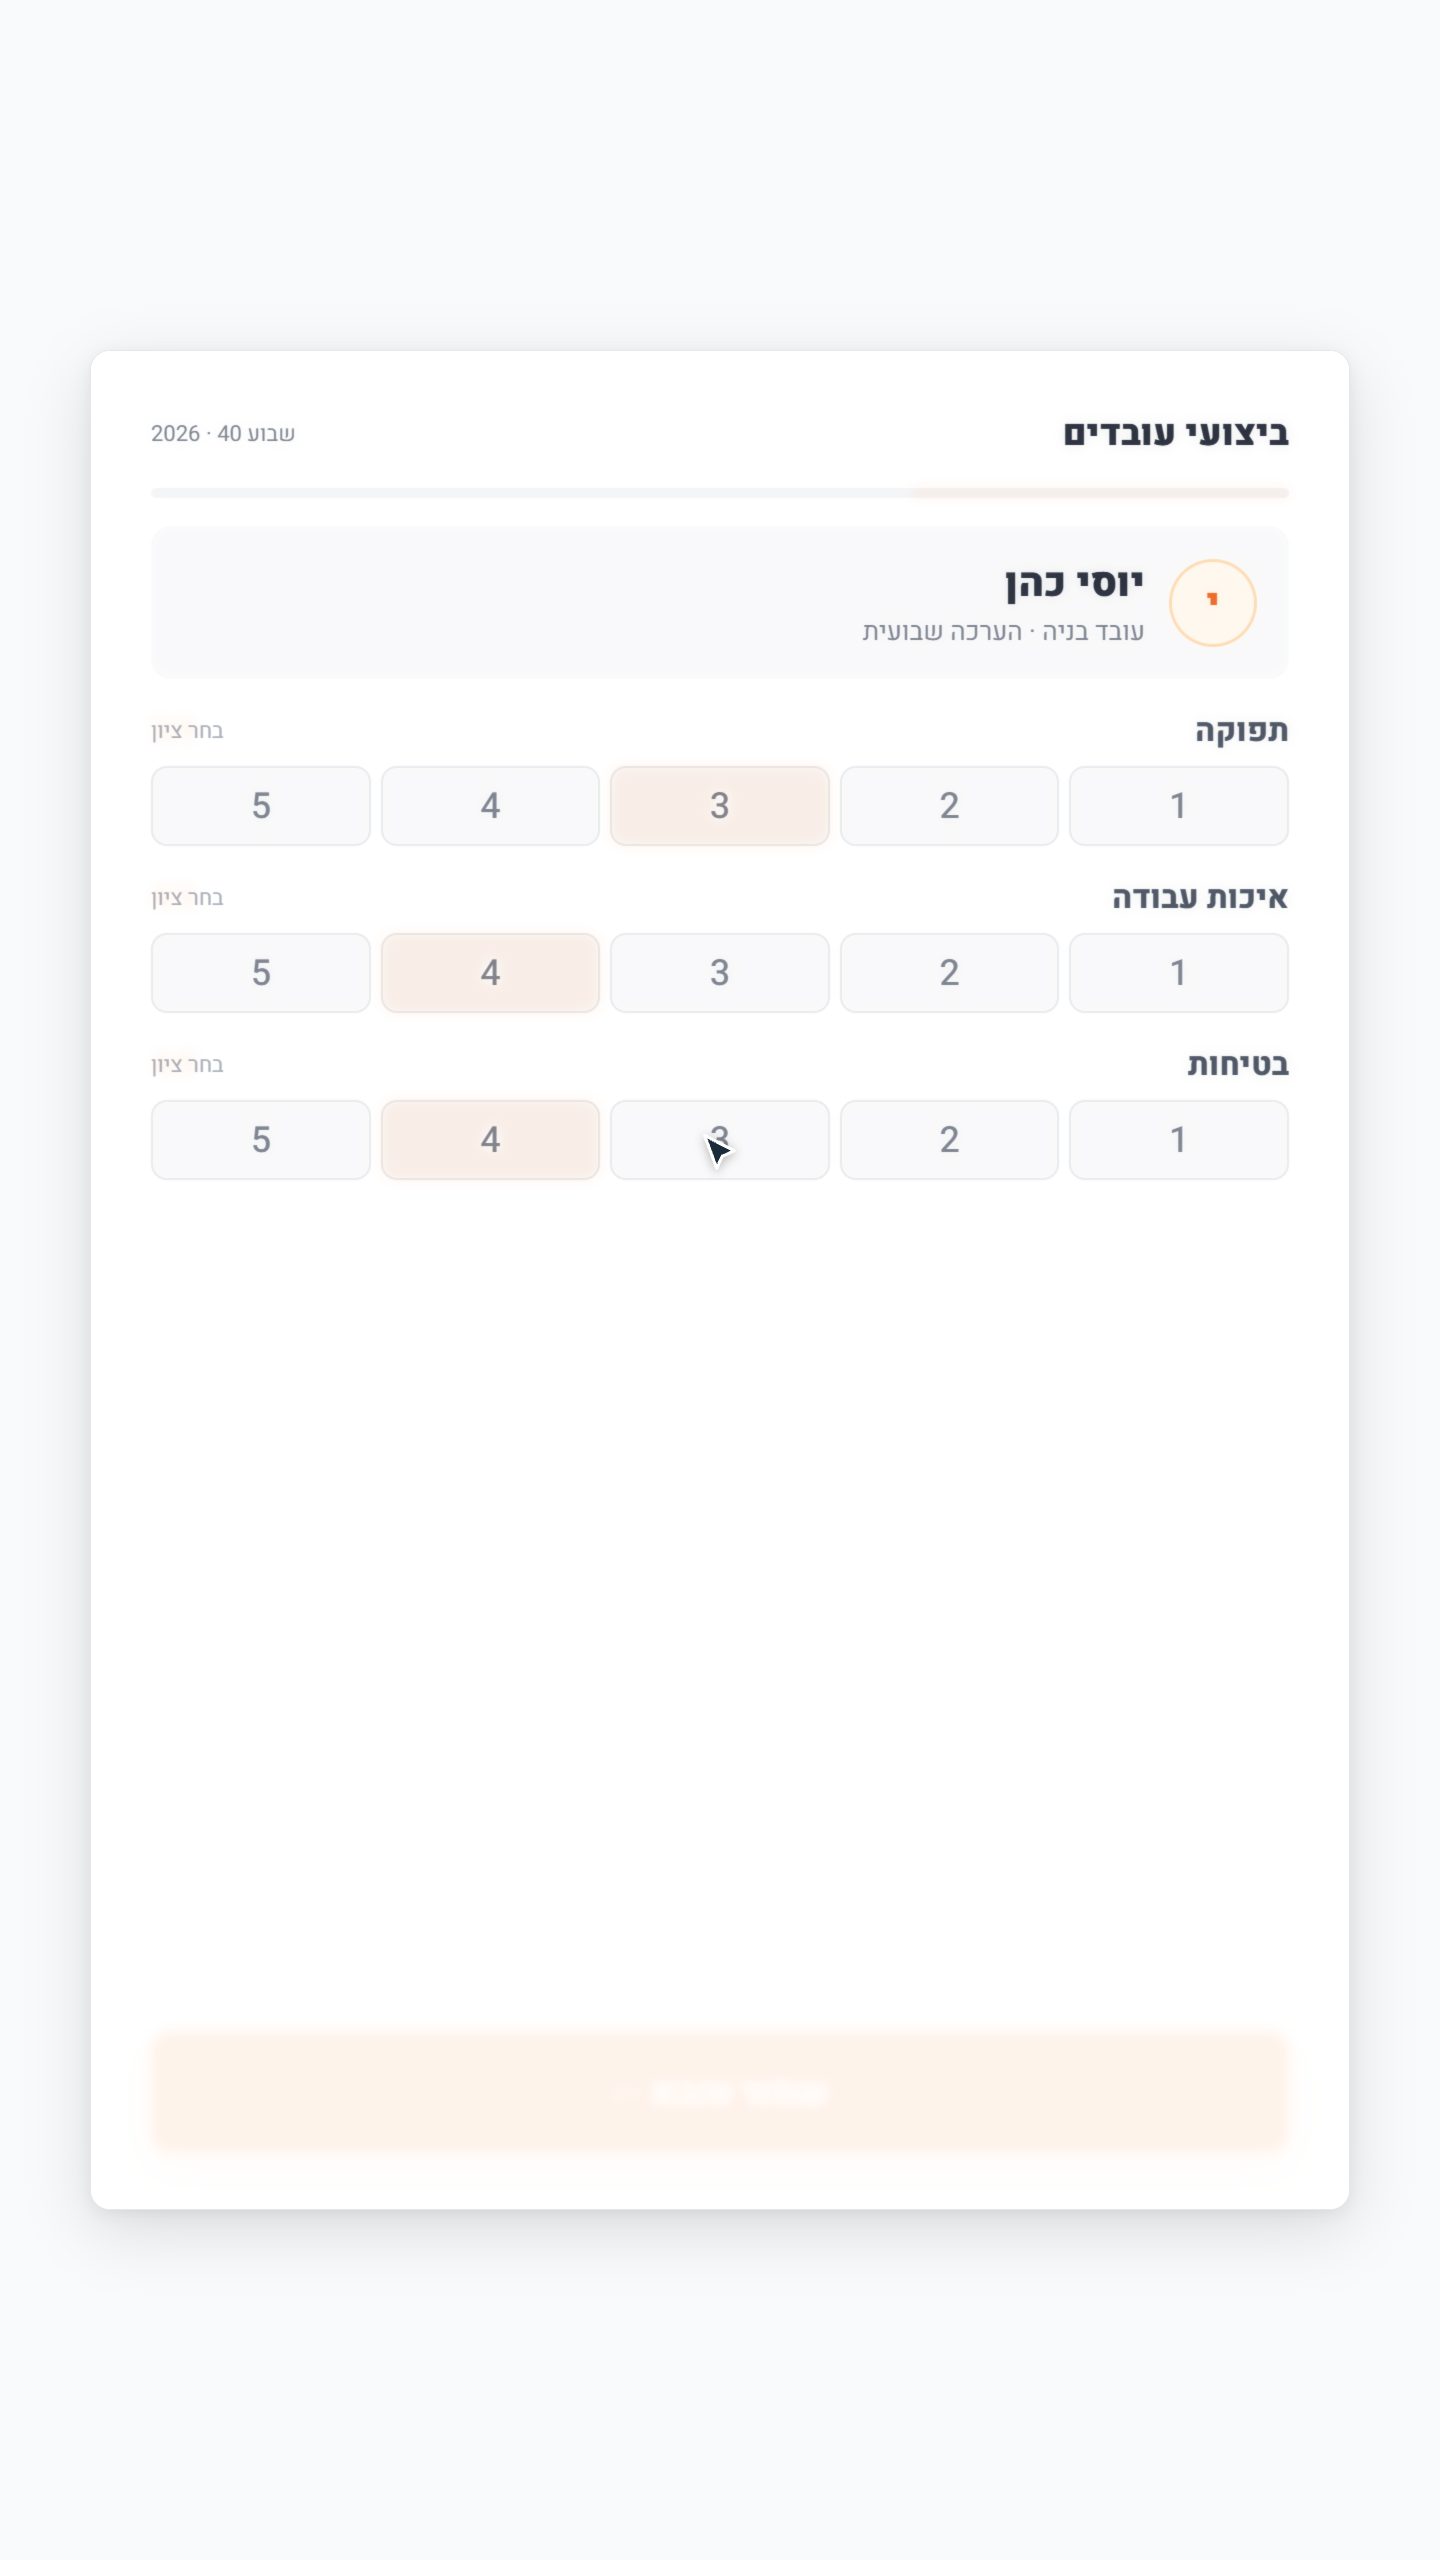 ביצועי עובדים
שבוע 40 · 2026
י
יוסי כהן
עובד בניה · הערכה שבועית
תפוקה
בחר ציון
1 2 3 4 5
איכות עבודה
בחר ציון
1 2 3 4 5
בטיחות
בחר ציון
1 2 3 4 5